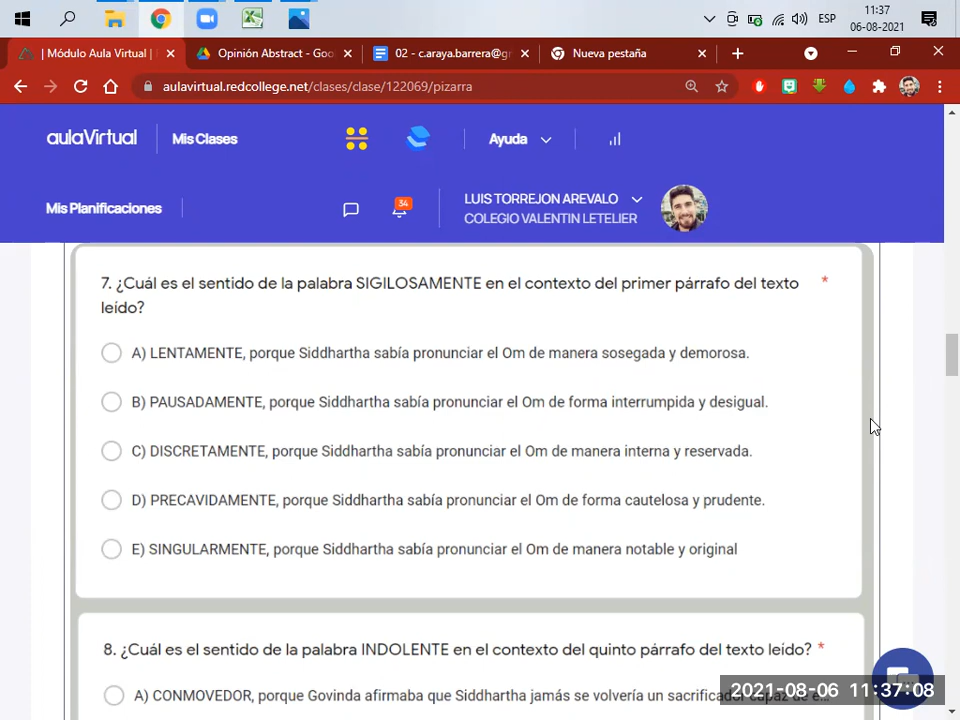 11:37
ESP
06-08-2021
| Módulo Aula Virtual |
Opinión Abstract - Goo
02 - c.araya.barrera@gr
Nueva pestaña
aulavirtual.redcollege.net/clases/clase/122069/pizarra
aulaVirtual
Mis Clases
Ayuda
Mis Planificaciones
34
LUIS TORREJON AREVALO
COLEGIO VALENTIN LETELIER
7. ¿Cuál es el sentido de la palabra SIGILOSAMENTE en el contexto del primer párrafo del texto *
leído?
A) LENTAMENTE, porque Siddhartha sabía pronunciar el Om de manera sosegada y demorosa.
B) PAUSADAMENTE, porque Siddhartha sabía pronunciar el Om de forma interrumpida y desigual.
C) DISCRETAMENTE, porque Siddhartha sabía pronunciar el Om de manera interna y reservada.
D) PRECAVIDAMENTE, porque Siddhartha sabía pronunciar el Om de forma cautelosa y prudente.
E) SINGULARMENTE, porque Siddhartha sabía pronunciar el Om de manera notable y original
8. ¿Cuál es el sentido de la palabra INDOLENTE en el contexto del quinto párrafo del texto leído? *
A) CONMOVEDOR, porque Govinda afirmaba que Siddhartha jamás se volvería un sacrificador
2021-08-06 11:37:08